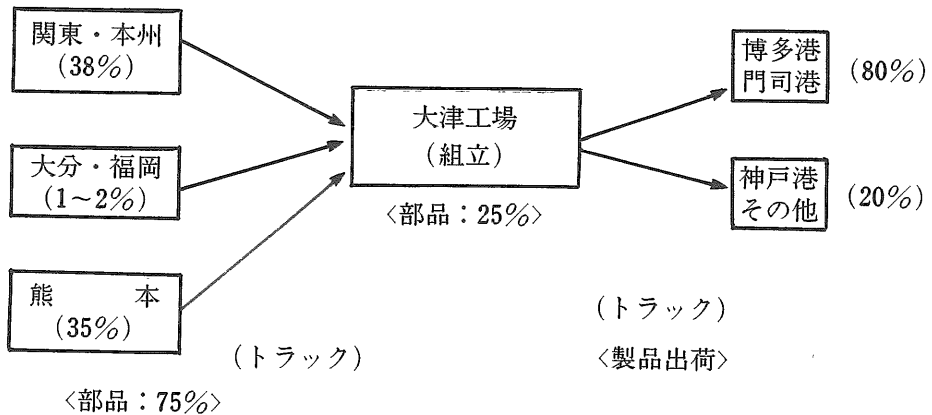 関東・本州
(38%)
大分・福岡
(1~2%)
熊本
(35%)
(トラック)
<部品：75%>
大津工場
(組立)
<部品：25%>
博多港
門司港
(80%)
神戸港
その他
(20%)
(トラック)
<製品出荷>